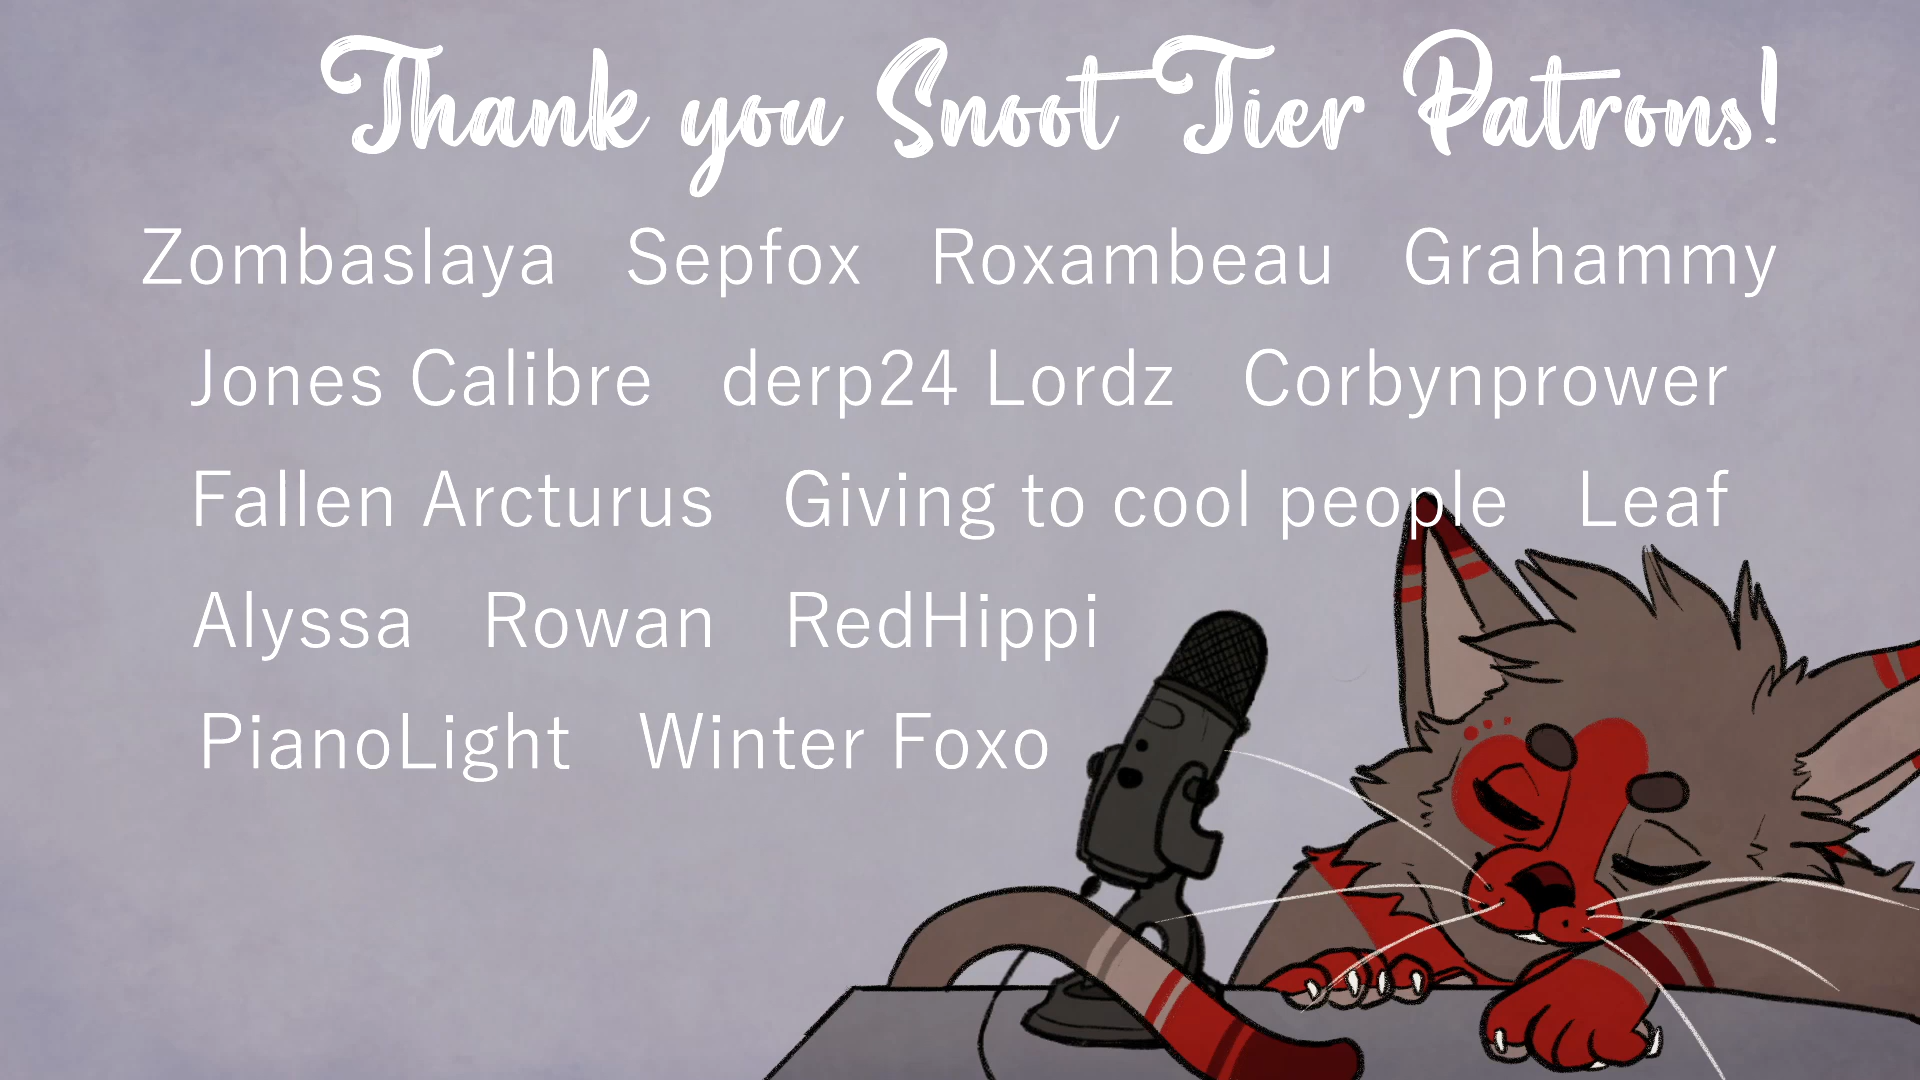 Thank you Snoot Tier Patrons!
Zombaslaya Sepfox Roxambeau Grahammy
Jones Calibre derp24 Lordz Corbynprower
Fallen Arcturus Giving to cool people Leaf
Alyssa Rowan RedHippi
PianoLight Winter Foxo